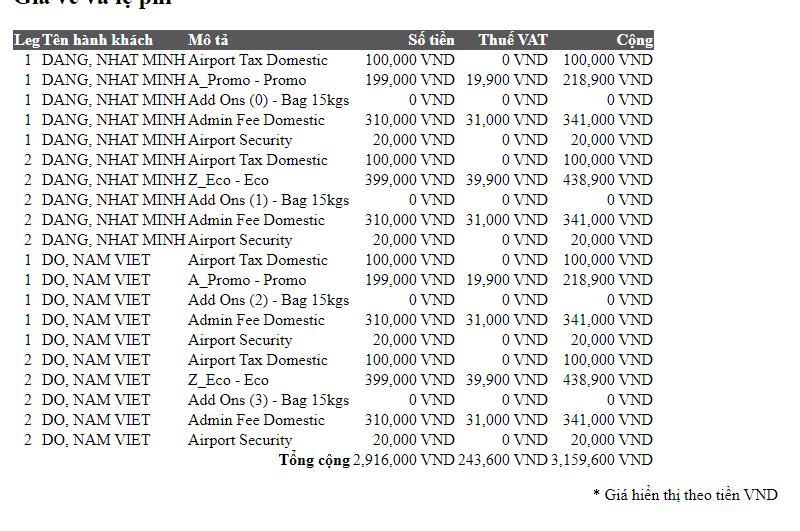 Giá vé và lệ phí
Leg Tên hành khách Mô tả Số tiền Thuế VAT Cộng
1 DANG, NHAT MINH Airport Tax Domestic 100,000 VND 0 VND 100,000 VND
1 DANG, NHAT MINH A_Promo - Promo 199,000 VND 19,900 VND 218,900 VND
1 DANG, NHAT MINH Add Ons (0) - Bag 15kgs 0 VND 0 VND 0 VND
1 DANG, NHAT MINH Admin Fee Domestic 310,000 VND 31,000 VND 341,000 VND
1 DANG, NHAT MINH Airport Security 20,000 VND 0 VND 20,000 VND
2 DANG, NHAT MINH Airport Tax Domestic 100,000 VND 0 VND 100,000 VND
2 DANG, NHAT MINH Z_Eco - Eco 399,000 VND 39,900 VND 438,900 VND
2 DANG, NHAT MINH Add Ons (1) - Bag 15kgs 0 VND 0 VND 0 VND
2 DANG, NHAT MINH Admin Fee Domestic 310,000 VND 31,000 VND 341,000 VND
2 DANG, NHAT MINH Airport Security 20,000 VND 0 VND 20,000 VND
1 DO, NAM VIET Airport Tax Domestic 100,000 VND 0 VND 100,000 VND
1 DO, NAM VIET A_Promo - Promo 199,000 VND 19,900 VND 218,900 VND
1 DO, NAM VIET Add Ons (2) - Bag 15kgs 0 VND 0 VND 0 VND
1 DO, NAM VIET Admin Fee Domestic 310,000 VND 31,000 VND 341,000 VND
1 DO, NAM VIET Airport Security 20,000 VND 0 VND 20,000 VND
2 DO, NAM VIET Airport Tax Domestic 100,000 VND 0 VND 100,000 VND
2 DO, NAM VIET Z_Eco - Eco 399,000 VND 39,900 VND 438,900 VND
2 DO, NAM VIET Add Ons (3) - Bag 15kgs 0 VND 0 VND 0 VND
2 DO, NAM VIET Admin Fee Domestic 310,000 VND 31,000 VND 341,000 VND
2 DO, NAM VIET Airport Security 20,000 VND 0 VND 20,000 VND
Tổng cộng 2,916,000 VND 243,600 VND 3,159,600 VND
* Giá hiển thị theo tiền VND